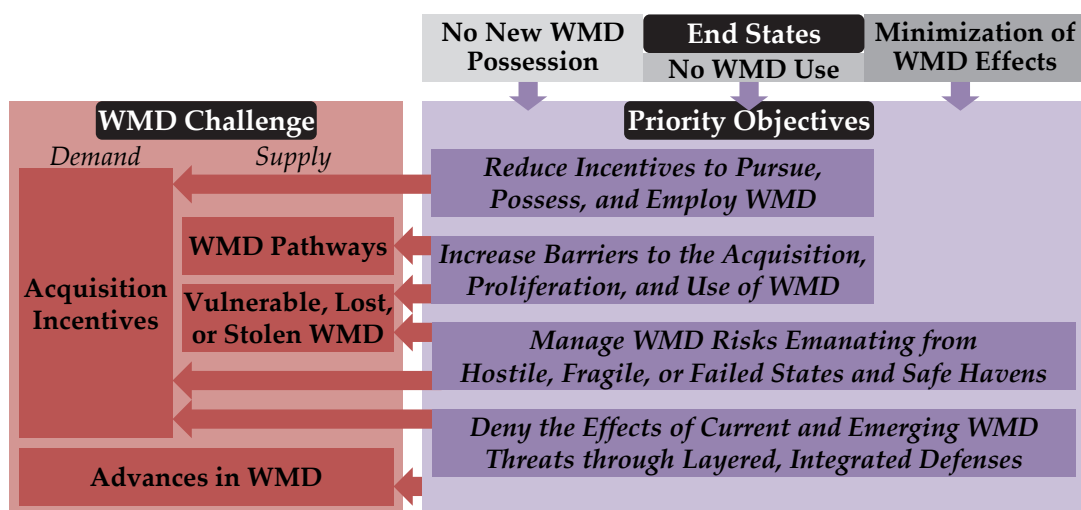 No New WMD
Possession
End States
No WMD Use
Minimization of
WMD Effects
WMD Challenge
Demand
Supply
Acquisition
Incentives
WMD Pathways
Vulnerable, Lost,
or Stolen WMD
Advances in WMD
Priority Objectives
Reduce Incentives to Pursue,
Possess, and Employ WMD
Increase Barriers to the Acquisition,
Proliferation, and Use of WMD
Manage WMD Risks Emanating from
Hostile, Fragile, or Failed States and Safe Havens
Deny the Effects of Current and Emerging WMD
Threats through Layered, Integrated Defenses